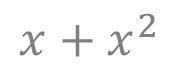 x + x²